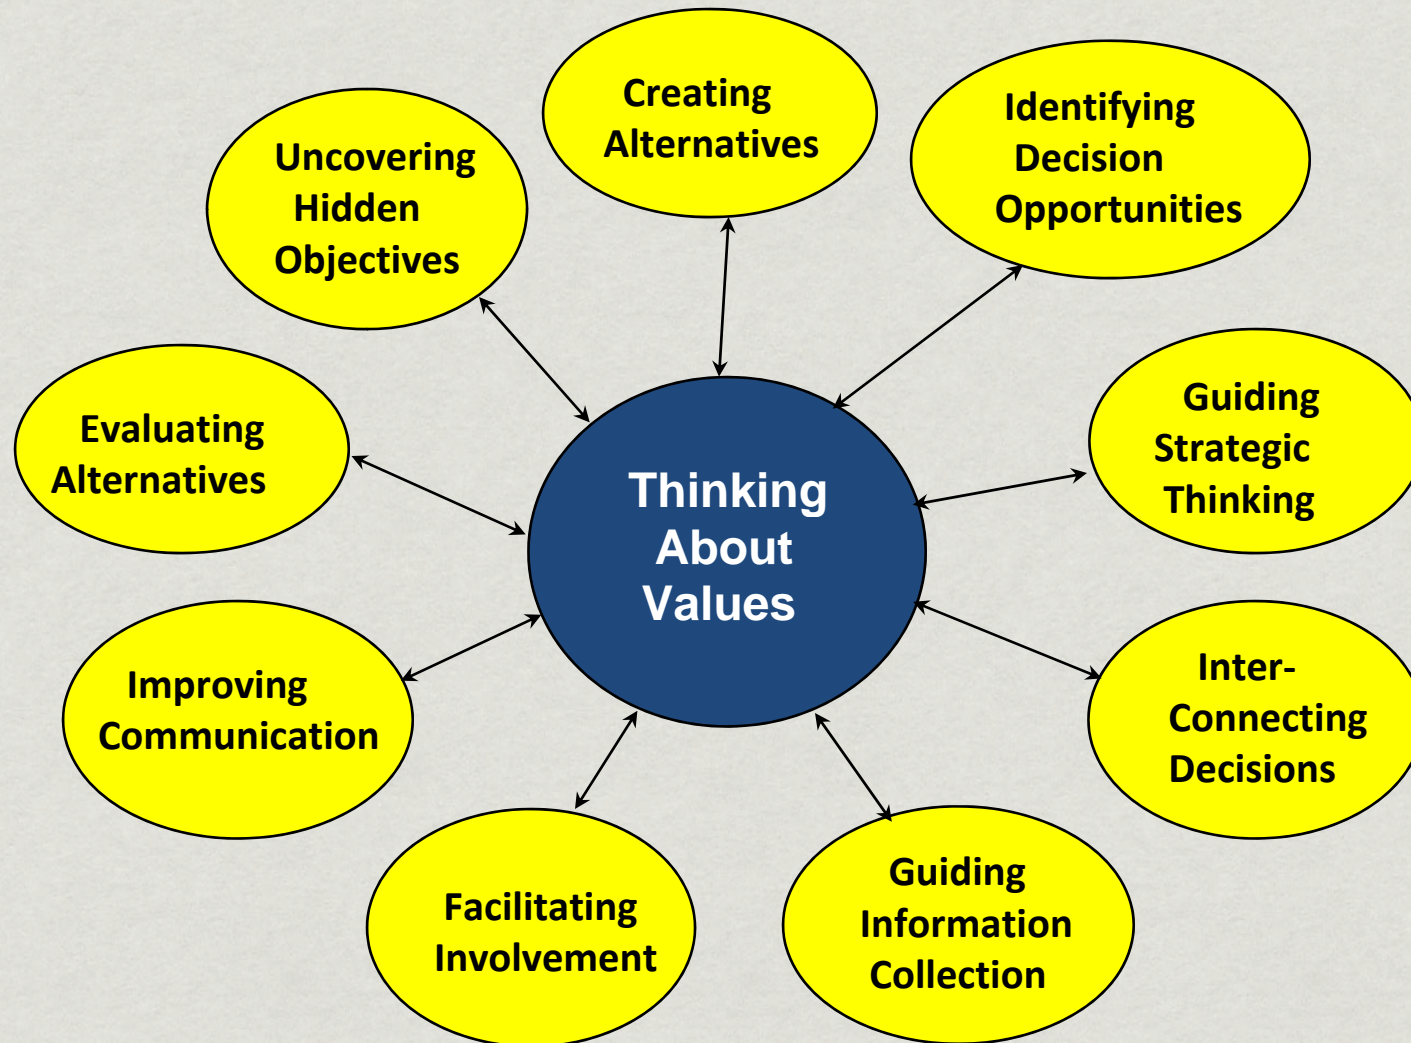 Creating
Alternatives
Identifying
Decision
Opportunities
Uncovering
Hidden
Objectives
Guiding
Strategic
Thinking
Evaluating
Alternatives
Thinking
About
Values
Inter-
Connecting
Decisions
Improving
Communication
Guiding
Information
Collection
Facilitating
Involvement